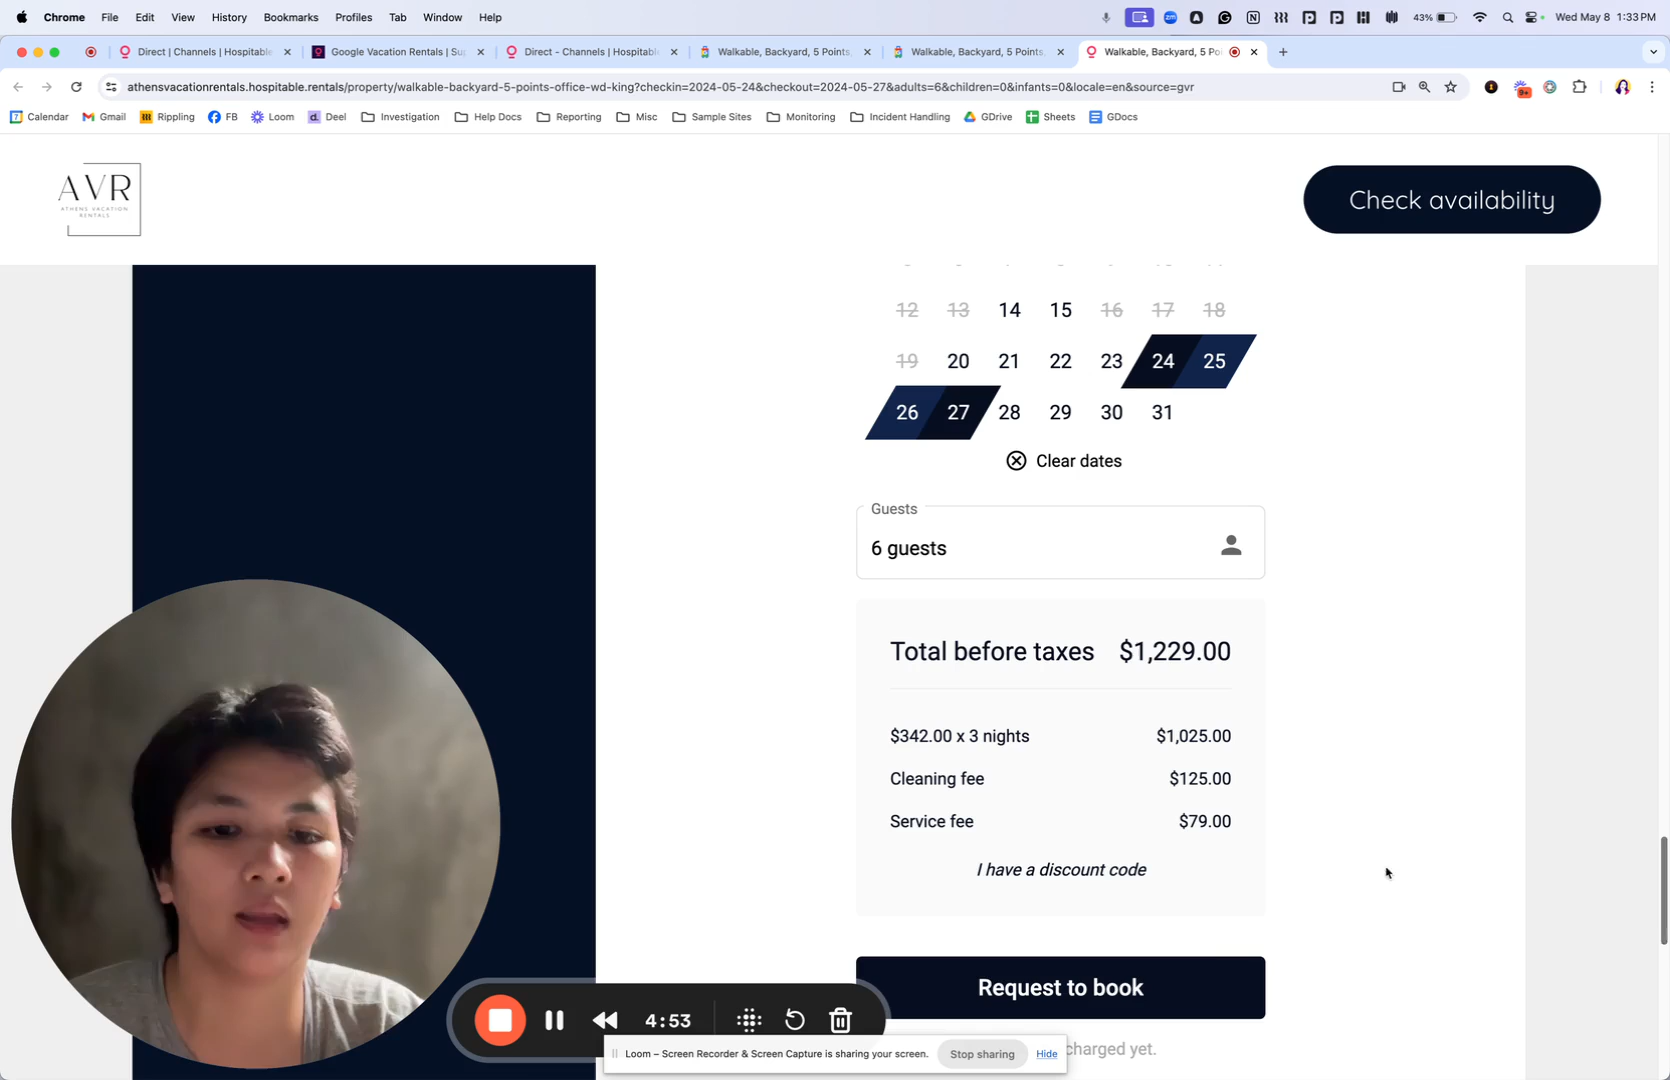 Chrome File Edit View History Bookmarks Profiles Tab Window Help 43% Wed May 8 1:33 PM
Direct | Channels | Hospitable Google Vacation Rentals | Su Direct - Channels | Hospitable Walkable, Backyard, 5 Points, Walkable, Backyard, 5 Points, Walkable, Backyard, 5 Po
athensvacationrentals.hospitable.rentals/property/walkable-backyard-5-points-office-wd-king?checkin=2024-05-24&checkout=2024-05-27&adults=6&children=0&infants=0&locale=en&source=gvr
Calendar Gmail Rippling FB Loom Deel Investigation Help Docs Reporting Misc Sample Sites Monitoring Incident Handling GDrive Sheets GDocs
AVR
ATHENS VACATION
RENTALS
Check availability
12 13 14 15 16 17 18
19 20 21 22 23 24 25
26 27 28 29 30 31
Clear dates
Guests
6 guests
Total before taxes $1,229.00
$342.00 x 3 nights $1,025.00
Cleaning fee $125.00
Service fee $79.00
I have a discount code
Request to book
charged yet.
4:53
Loom – Screen Recorder & Screen Capture is sharing your screen. Stop sharing Hide